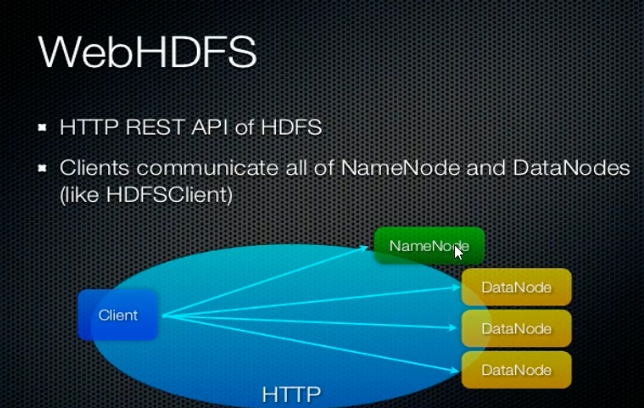 WebHDFS
HTTP REST API of HDFS
Clients communicate all of NameNode and DataNodes
(like HDFSClient)
NameNode
DataNode
Client
DataNode
DataNode
HTTP